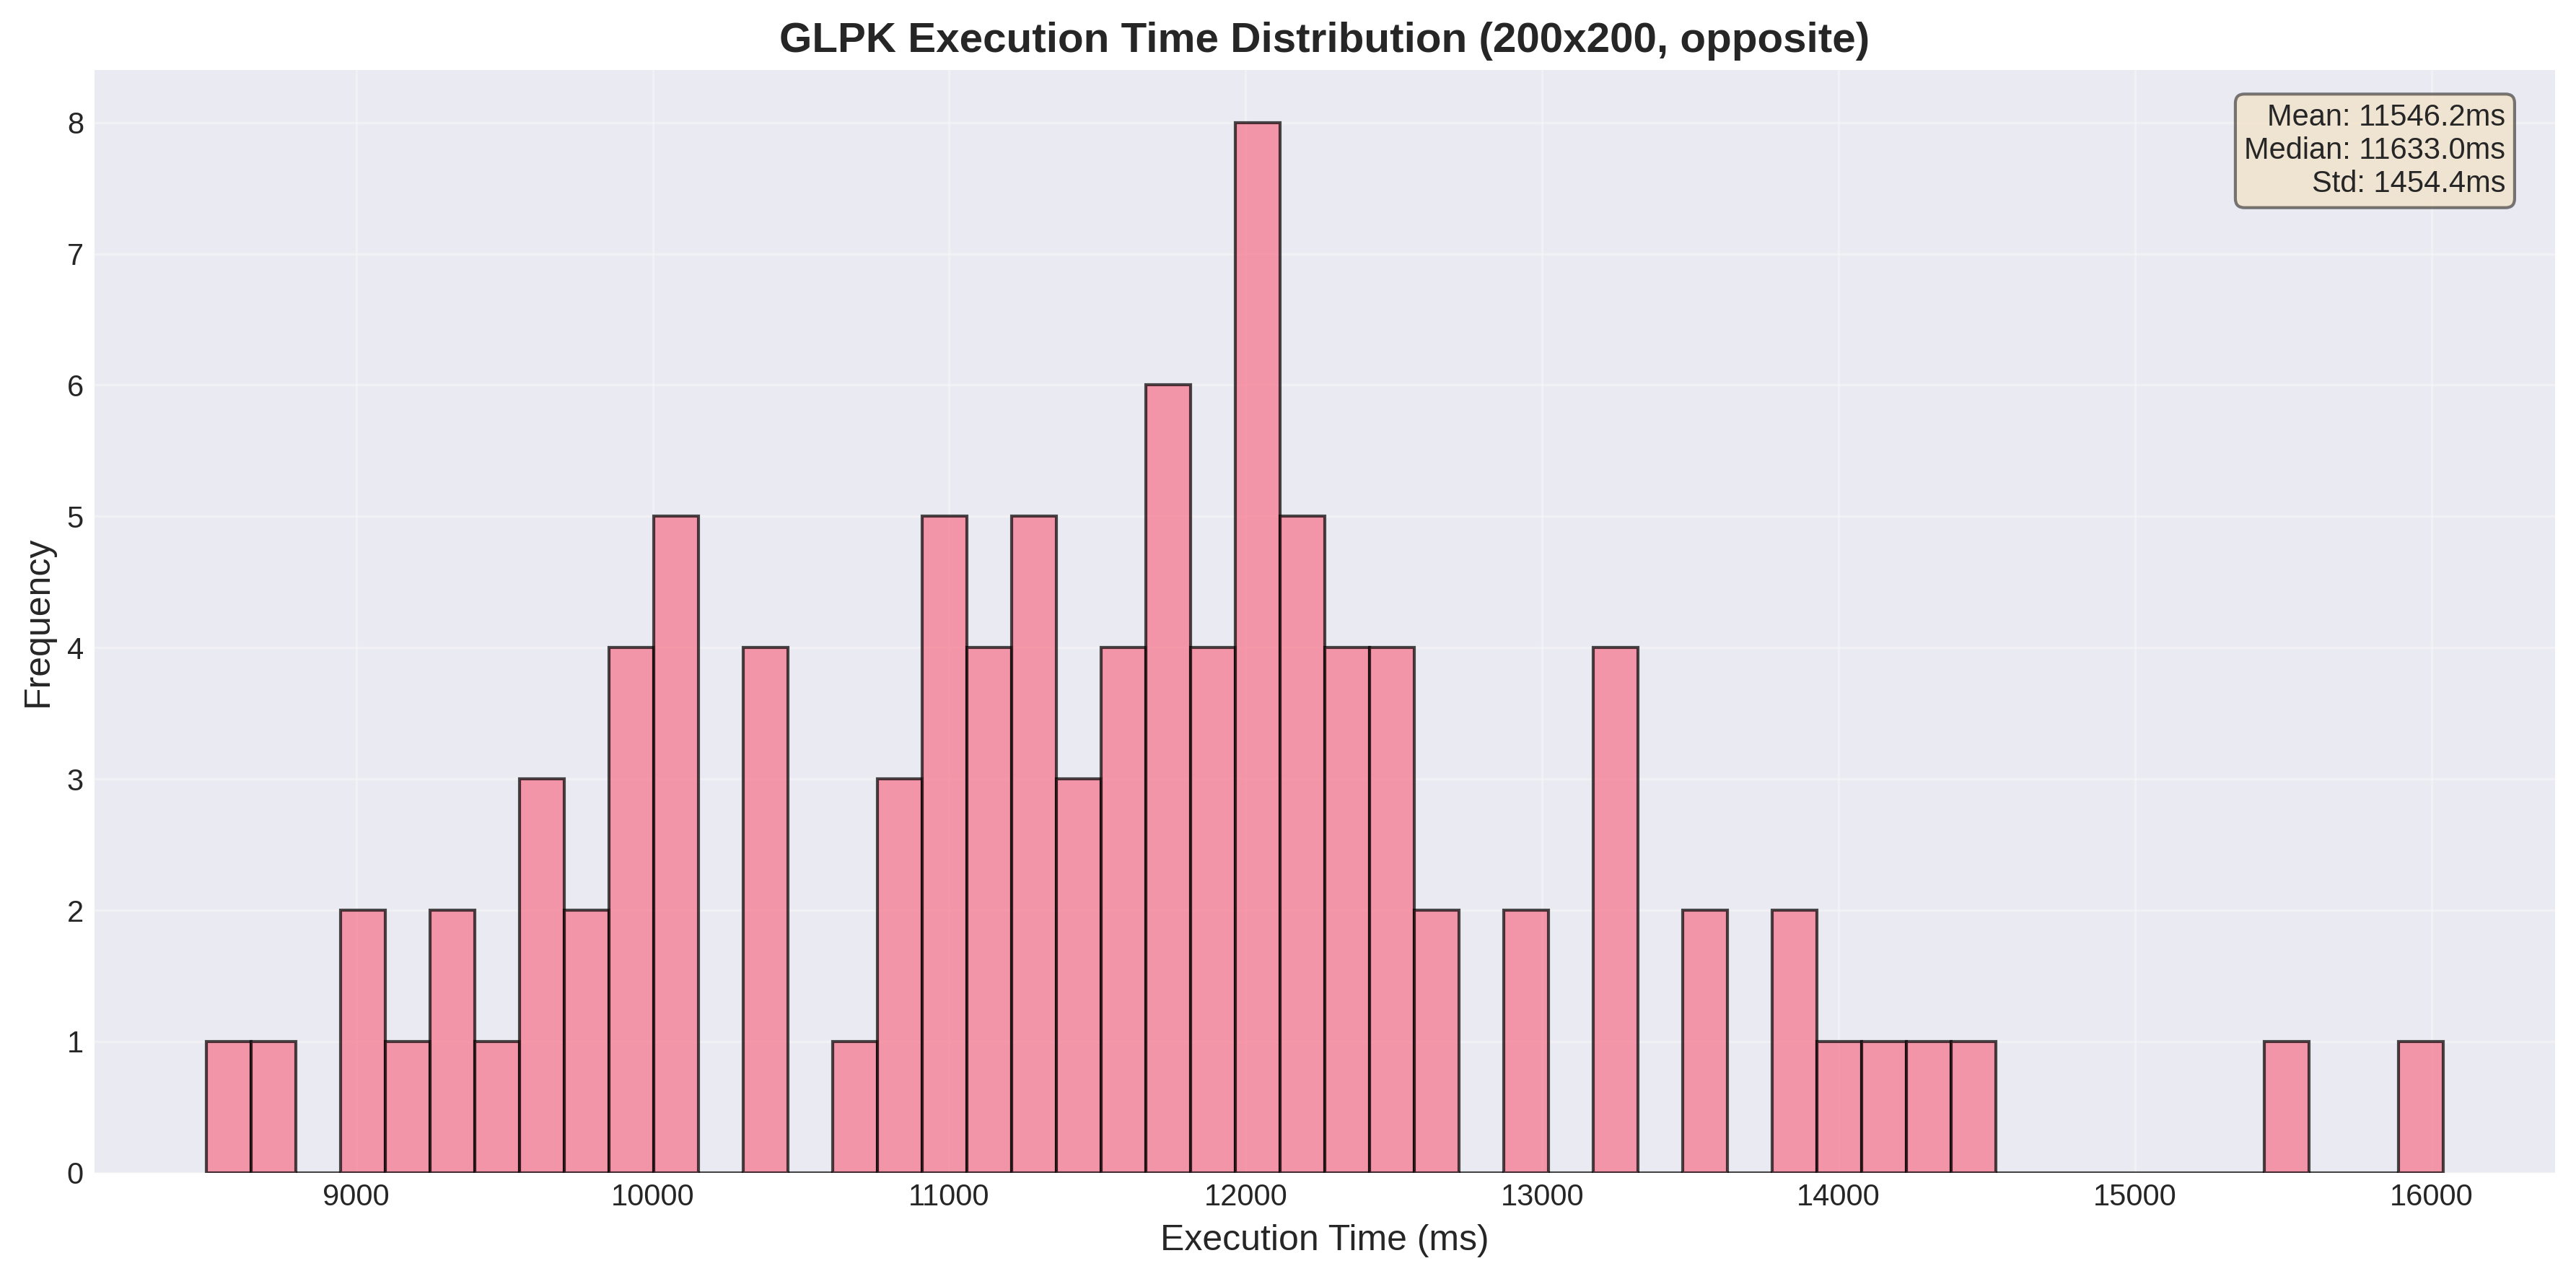 GLPK Execution Time Distribution (200x200, opposite)
Mean: 11546.2ms
Median: 11633.0ms
Std: 1454.4ms
Frequency
8
7
6
5
4
3
2
1
0
9000 10000 11000 12000 13000 14000 15000 16000
Execution Time (ms)